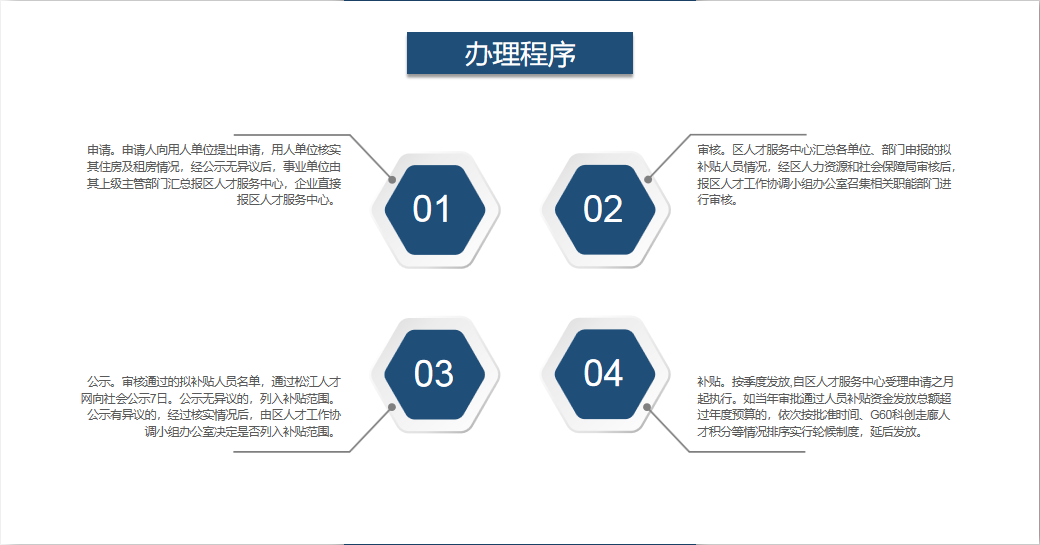 办理程序
申请。申请人向用人单位提出申请，用人单位核实
其住房及租房情况，经公示无异议后，事业单位由
其上级主管部门汇总报区人才服务中心，企业直接
报区人才服务中心。
01
02
审核。区人才服务中心汇总各单位、部门申报的拟
补贴人员情况，经区人力资源和社会保障局审核后，
报区人才工作协调小组办公室召集相关职能部门进
行审核。
公示。审核通过的拟补贴人员名单，通过松江人才
网向社会公示7日。公示无异议的，列入补贴范围。
公示有异议的，经过核实情况后，由区人才工作协
调小组办公室决定是否列入补贴范围。
03
04
补贴。按季度发放,自区人才服务中心受理申请之月
起执行。如当年审批通过人员补贴资金发放总额超
过年度预算的，依次按批准时间、G60科创走廊人
才积分等情况排序实行轮候制度，延后发放。